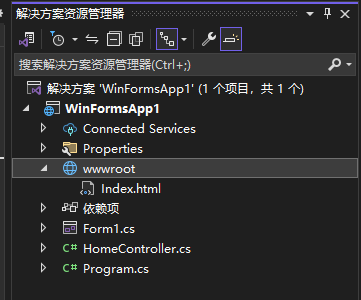 解决方案资源管理器
搜索解决方案资源管理器(Ctrl+;)
解决方案 'WinFormsApp1' (1 个项目，共 1 个)
WinFormsApp1
Connected Services
Properties
wwwroot
Index.html
依赖项
Form1.cs
C# HomeController.cs
C# Program.cs